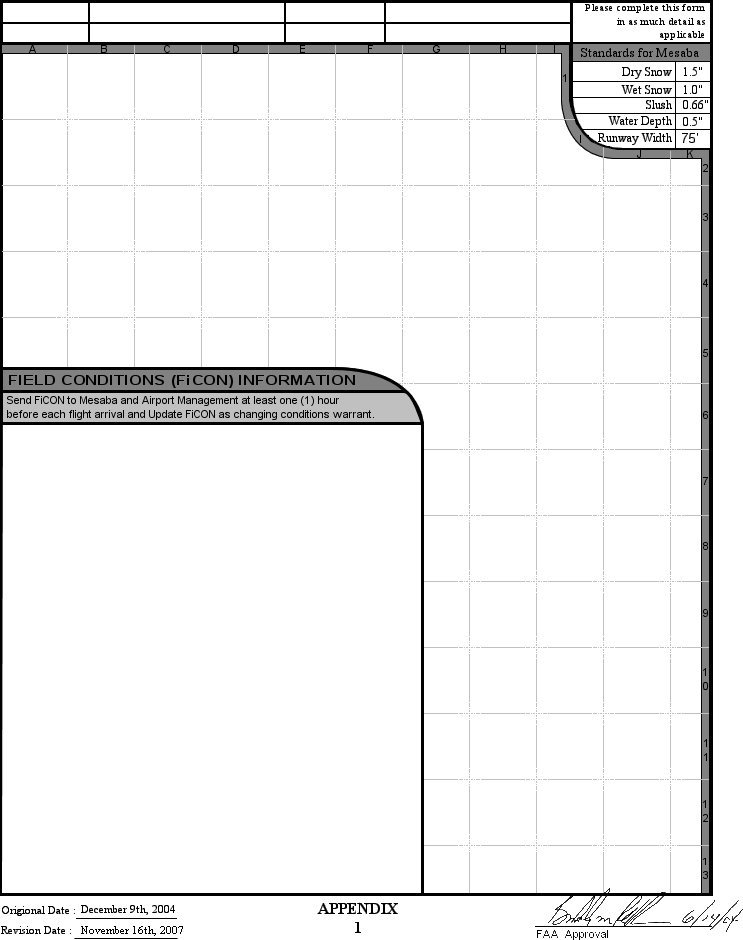 Please complete this form
in as much detail as
applicable
A B C D E F G H I
Standards for Mesaba
Dry Snow 1.5"
Wet Snow 1.0"
Slush 0.66"
Water Depth 0.5"
Runway Width 75'
1
I J K
2
3
4
5
FIELD CONDITIONS (FiCON) INFORMATION
Send FiCON to Mesaba and Airport Management at least one (1) hour
before each flight arrival and Update FiCON as changing conditions warrant.
6
7
8
9
10
11
12
13
Origional Date : December 9th, 2004
APPENDIX
1
Revision Date : November 16th, 2007
FAA Approval